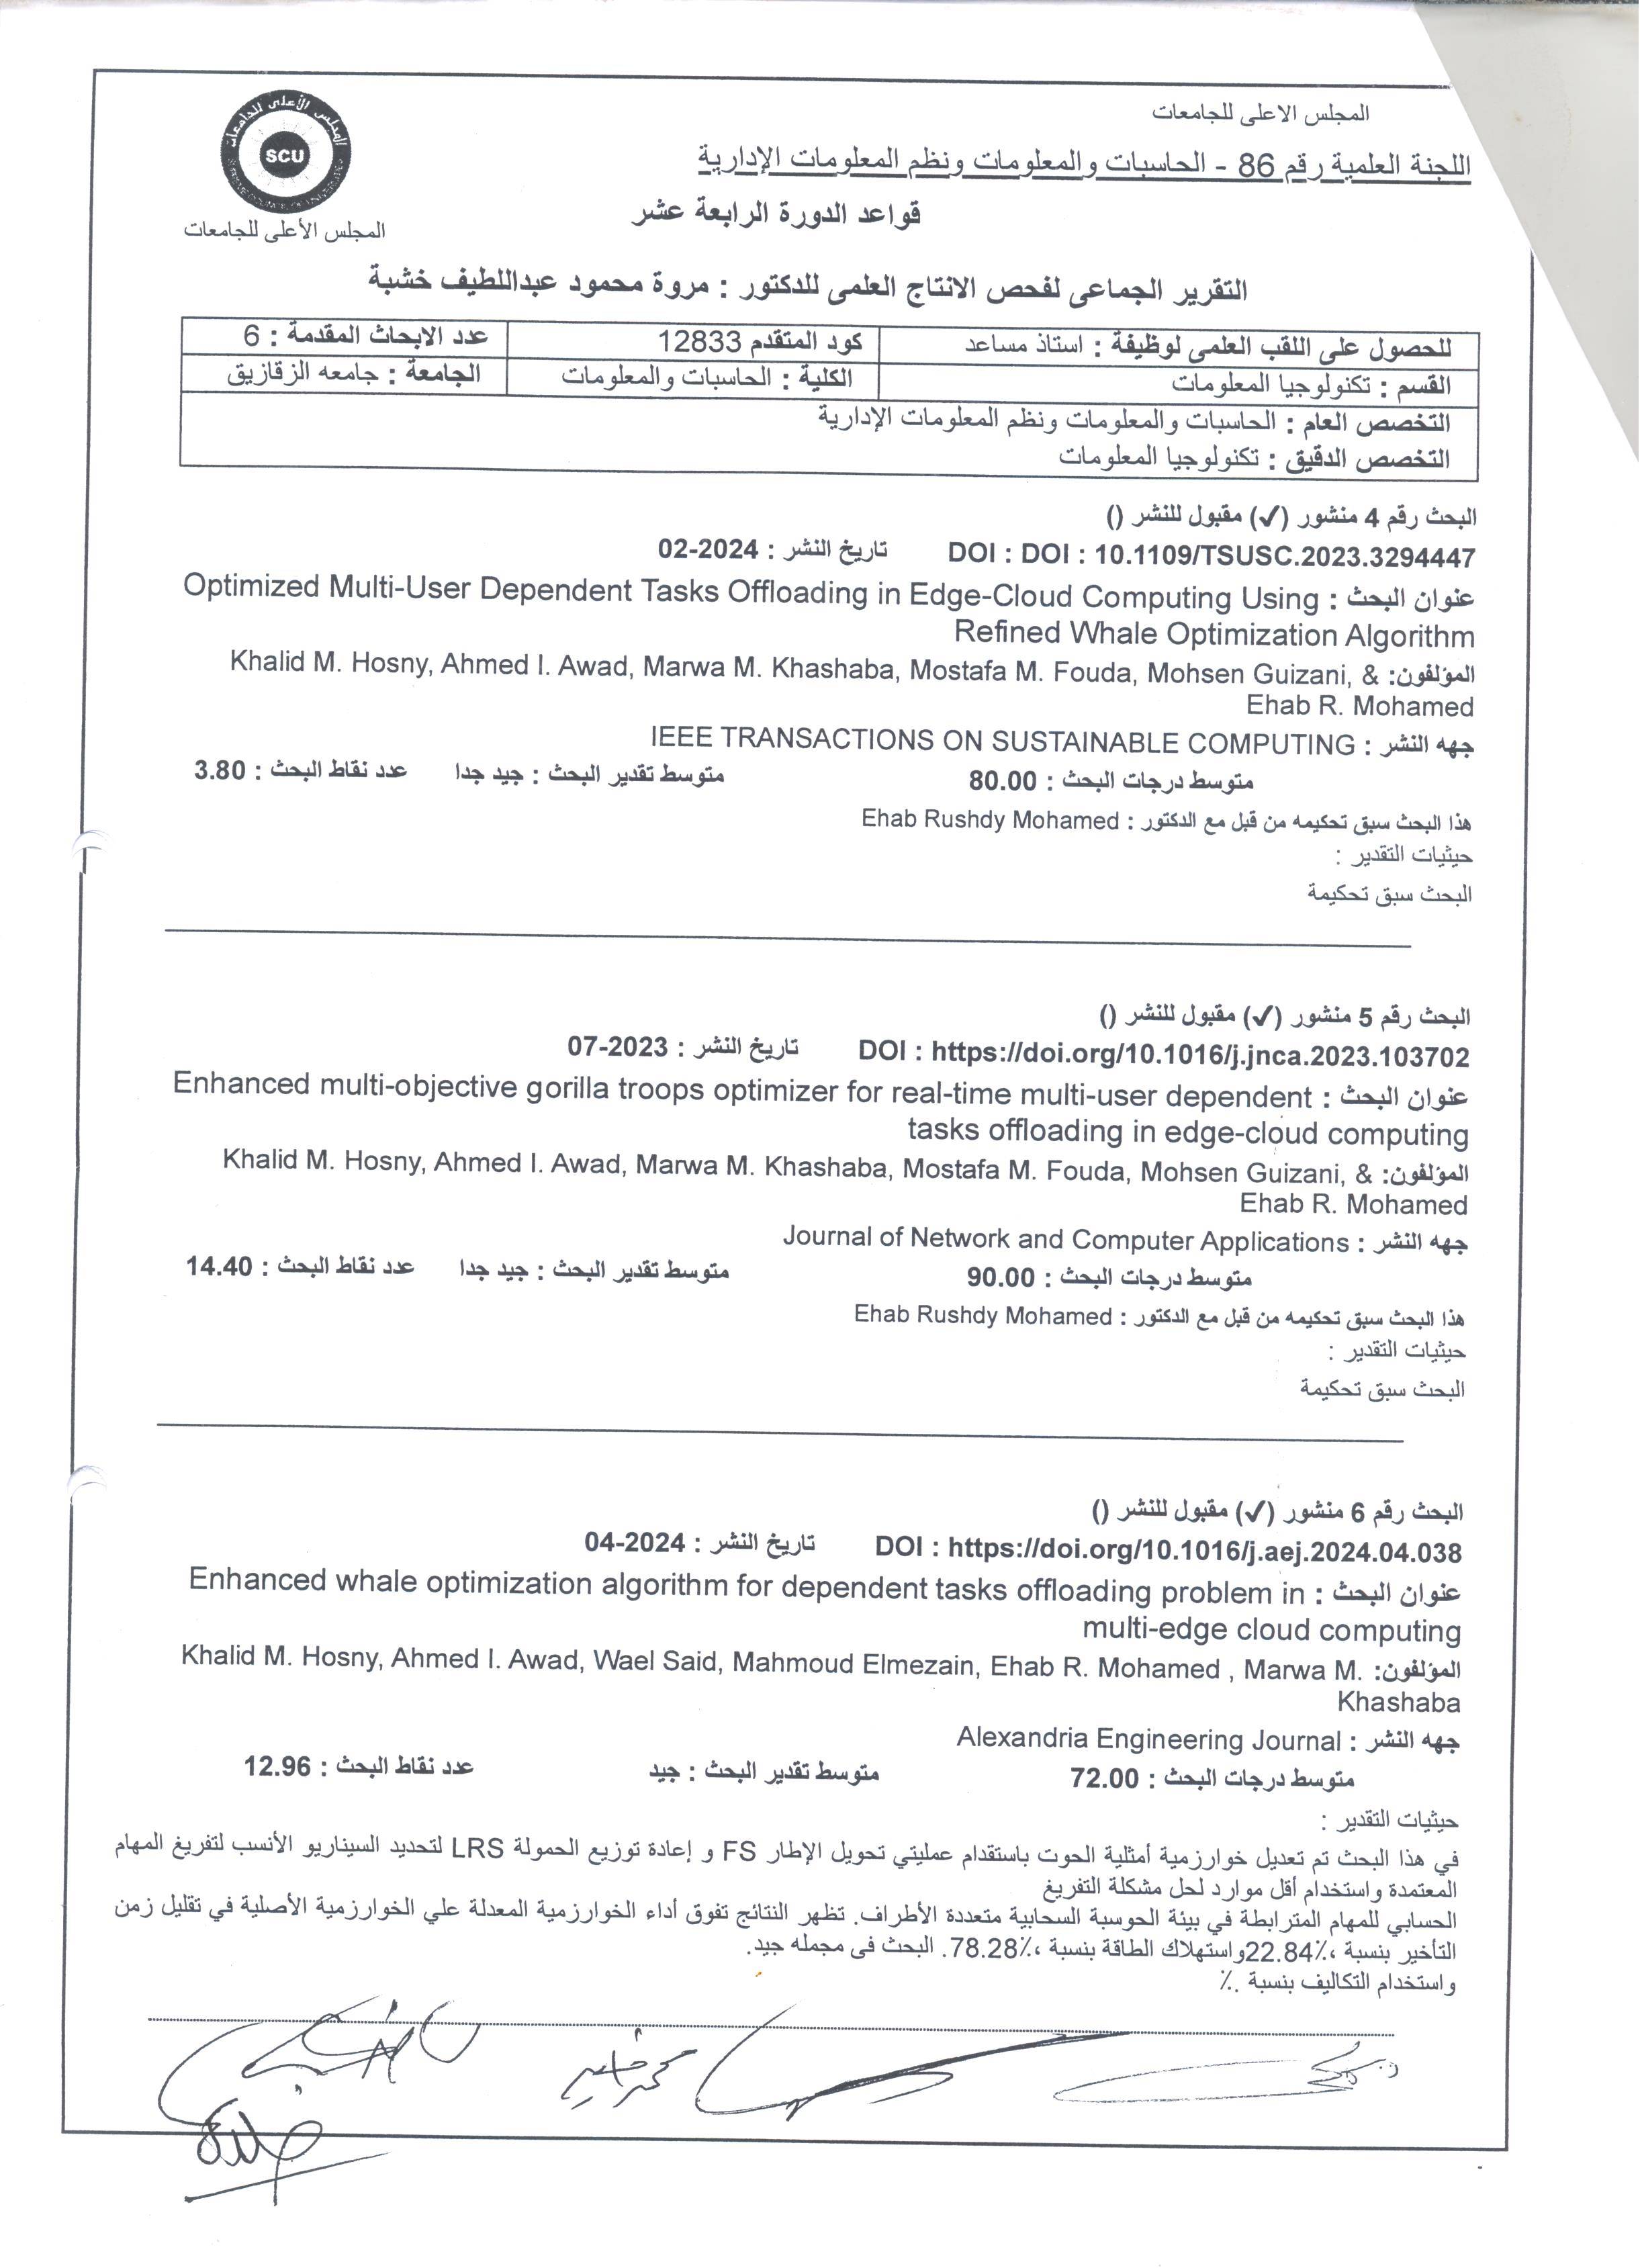 المجلس الاعلى للجامعات
اللجنة العلمية رقم 86 - الحاسبات والمعلومات ونظم المعلومات الإدارية
قواعد الدورة الرابعة عشر
المجلس الأعلى للجامعات
SCU
المجلس الأعلى للجامعات
التقرير الجماعى لفحص الانتاج العلمى للدكتور : مروة محمود عبداللطيف خشبة
للحصول على اللقب العلمى لوظيفة : استاذ مساعد كود المتقدم 12833 عدد الابحاث المقدمة : 6
القسم : تكنولوجيا المعلومات الكلية : الحاسبات والمعلومات الجامعة : جامعه الزقازيق
التخصص العام : الحاسبات والمعلومات ونظم المعلومات الإدارية
التخصص الدقيق : تكنولوجيا المعلومات
البحث رقم 4 منشور (✓) مقبول للنشر ()
DOI : DOI : 10.1109/TSUSC.2023.3294447 تاريخ النشر : 02-2024
عنوان البحث : Optimized Multi-User Dependent Tasks Offloading in Edge-Cloud Computing Using
Refined Whale Optimization Algorithm
المؤلفون: Khalid M. Hosny, Ahmed I. Awad, Marwa M. Khashaba, Mostafa M. Fouda, Mohsen Guizani, &
Ehab R. Mohamed
جهه النشر : IEEE TRANSACTIONS ON SUSTAINABLE COMPUTING
متوسط درجات البحث : 80.00 متوسط تقدير البحث : جيد جدا عدد نقاط البحث : 3.80
هذا البحث سبق تحكيمه من قبل مع الدكتور : Ehab Rushdy Mohamed
حيثيات التقدير :
البحث سبق تحكيمة
البحث رقم 5 منشور (✓) مقبول للنشر ()
DOI : https://doi.org/10.1016/j.jnca.2023.103702 تاريخ النشر : 07-2023
عنوان البحث : Enhanced multi-objective gorilla troops optimizer for real-time multi-user dependent
tasks offloading in edge-cloud computing
المؤلفون: Khalid M. Hosny, Ahmed I. Awad, Marwa M. Khashaba, Mostafa M. Fouda, Mohsen Guizani, &
Ehab R. Mohamed
جهه النشر : Journal of Network and Computer Applications
متوسط درجات البحث : 90.00 متوسط تقدير البحث : جيد جدا عدد نقاط البحث : 14.40
هذا البحث سبق تحكيمه من قبل مع الدكتور : Ehab Rushdy Mohamed
حيثيات التقدير :
البحث سبق تحكيمة
البحث رقم 6 منشور (✓) مقبول للنشر ()
DOI : https://doi.org/10.1016/j.aej.2024.04.038 تاريخ النشر : 04-2024
عنوان البحث : Enhanced whale optimization algorithm for dependent tasks offloading problem in
multi-edge cloud computing
المؤلفون: Khalid M. Hosny, Ahmed I. Awad, Wael Said, Mahmoud Elmezain, Ehab R. Mohamed , Marwa M.
Khashaba
جهه النشر : Alexandria Engineering Journal
متوسط درجات البحث : 72.00 متوسط تقدير البحث : جيد عدد نقاط البحث : 12.96
حيثيات التقدير :
في هذا البحث تم تعديل خوارزمية أمثلية الحوت باستقدام عمليتي تحويل الإطار FS و إعادة توزيع الحمولة LRS لتحديد السيناريو الأنسب لتفريغ المهام
المعتمدة واستخدام أقل موارد لحل مشكلة التفريغ
الحسابي للمهام المترابطة في بيئة الحوسبة السحابية متعددة الأطراف. تظهر النتائج تفوق أداء الخوارزمية المعدلة علي الخوارزمية الأصلية في تقليل زمن
التأخير بنسبة ،٪22.84واستهلاك الطاقة بنسبة ،٪78.28. البحث فى مجمله جيد.
واستخدام التكاليف بنسبة .٪